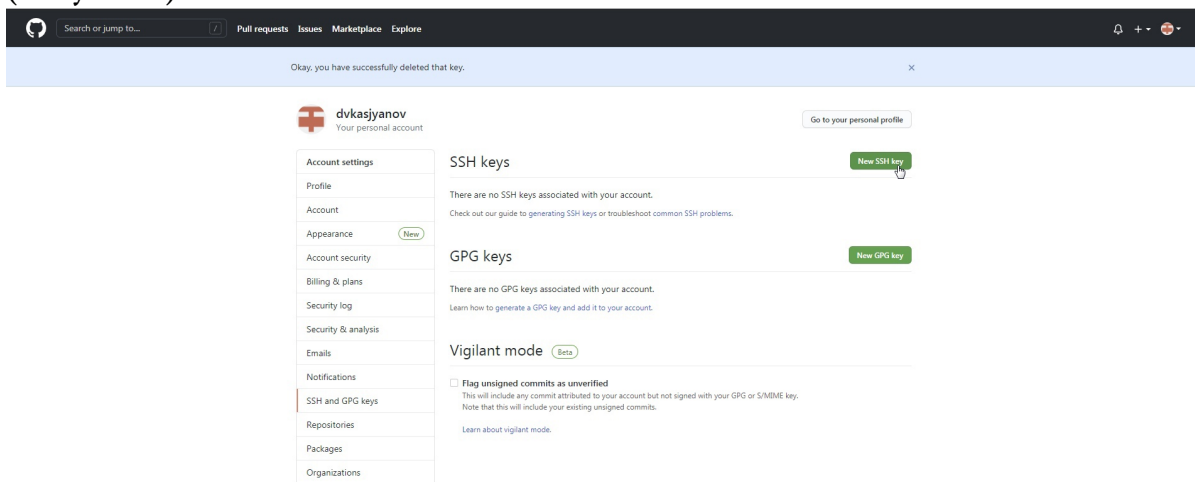 Search or jump to... /
Pull requests Issues Marketplace Explore
Okay, you have successfully deleted that key.
dvkasjyanov
Your personal account
Go to your personal profile
Account settings
Profile
Account
Appearance New
Account security
Billing & plans
Security log
Security & analysis
Emails
Notifications
SSH and GPG keys
Repositories
Packages
Organizations
SSH keys
New SSH key
There are no SSH keys associated with your account.
Check out our guide to generating SSH keys or troubleshoot common SSH problems.
GPG keys
New GPG key
There are no GPG keys associated with your account.
Learn how to generate a GPG key and add it to your account.
Vigilant mode Beta
Flag unsigned commits as unverified
This will include any commit attributed to your account but not signed with your GPG or S/MIME key.
Note that this will include your existing unsigned commits.
Learn about vigilant mode.